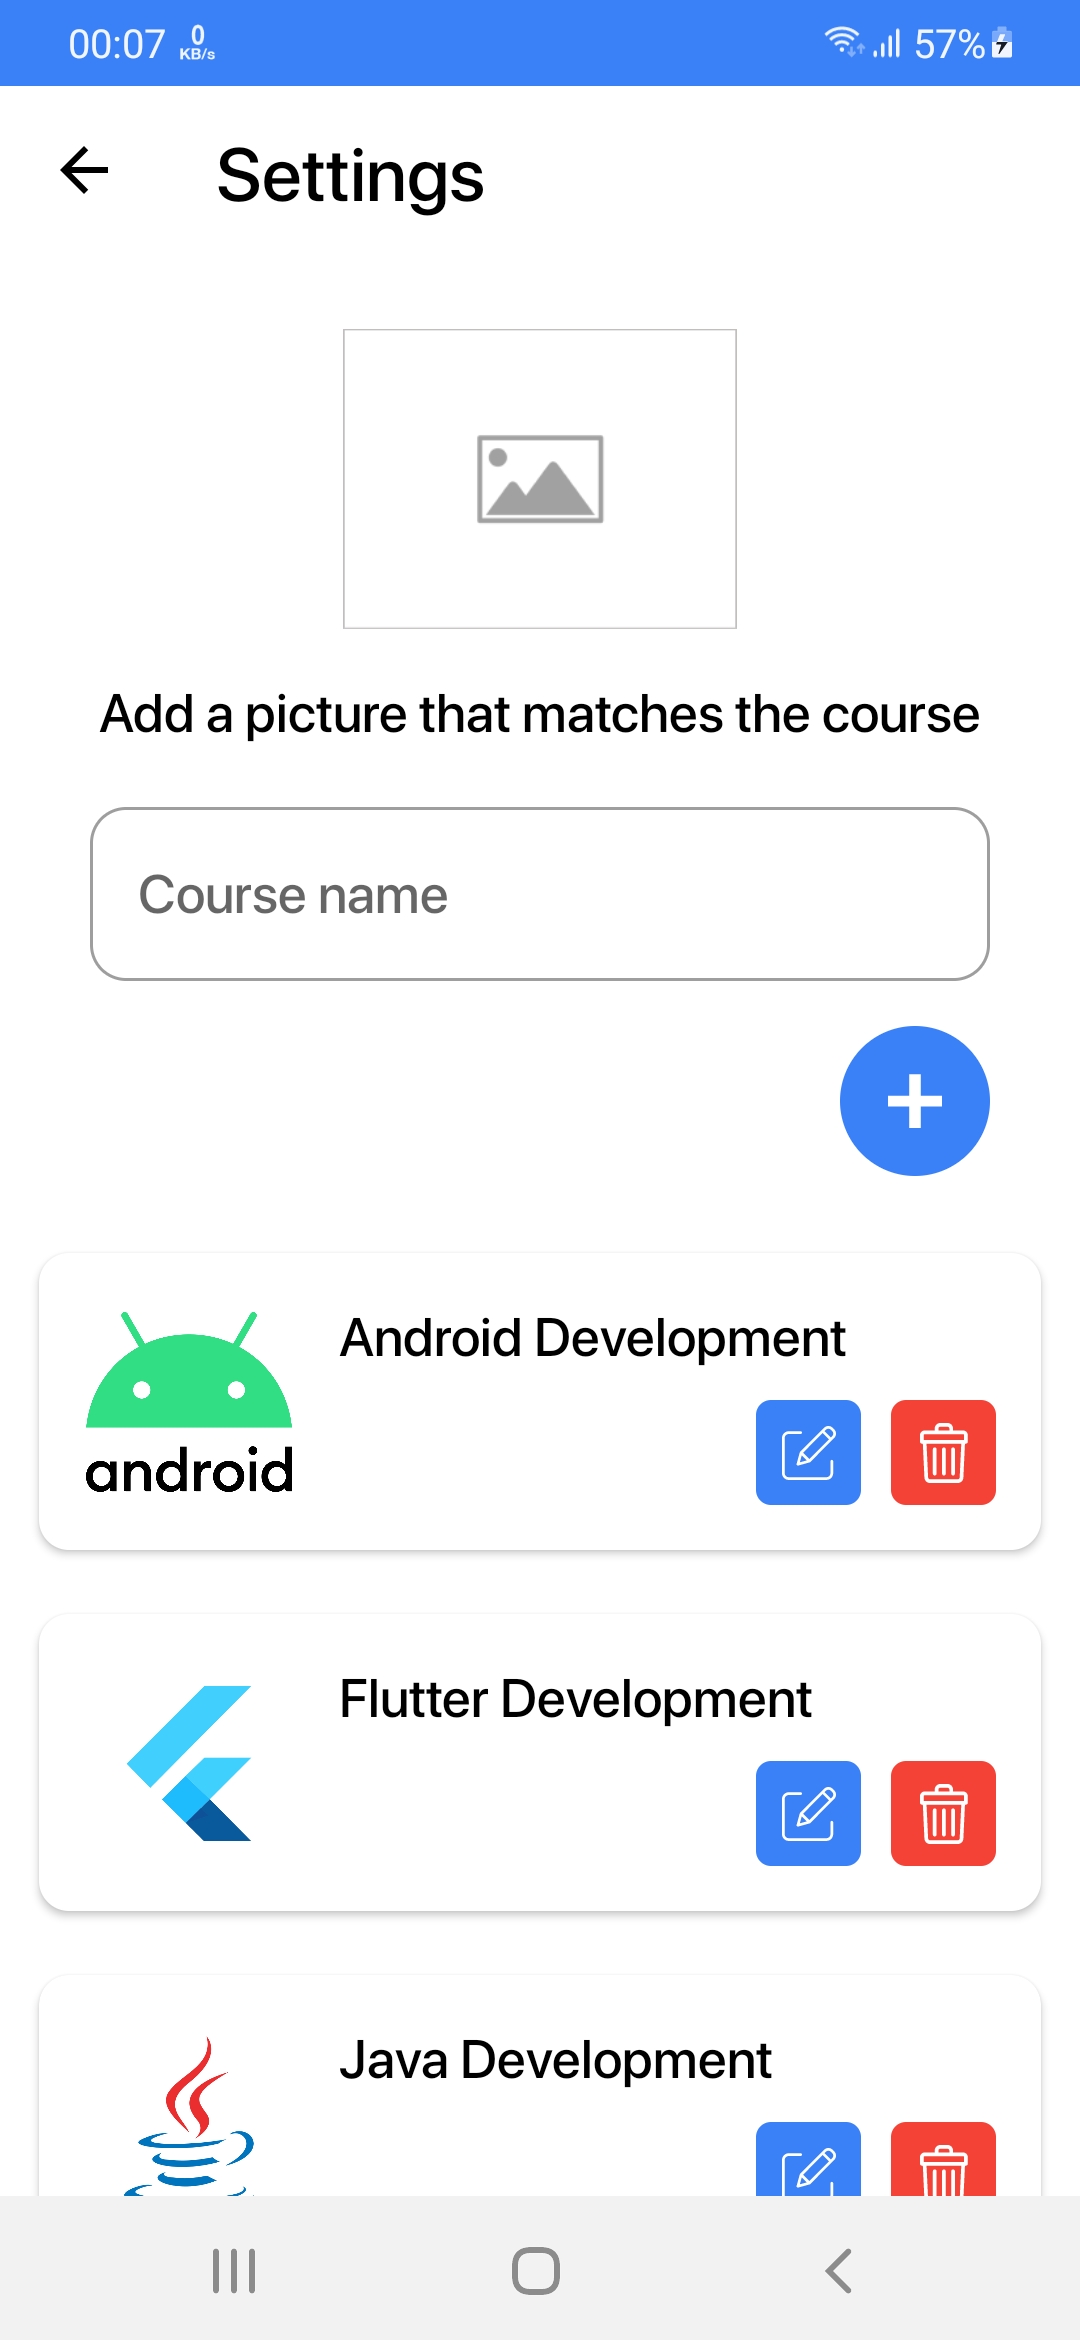 00:07 0 KB/s 57%
Settings
Add a picture that matches the course
Course name
Android Development
android
Flutter Development
Java Development